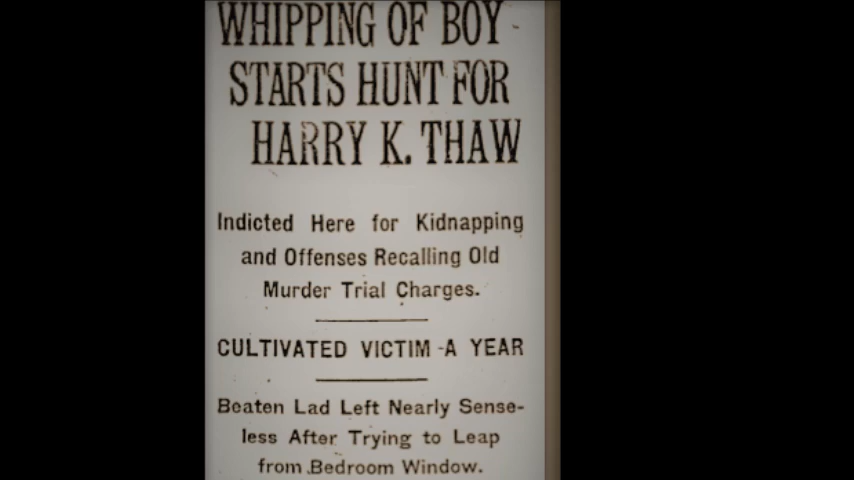 WHIPPING OF BOY
STARTS HUNT FOR
HARRY K. THAW
Indicted Here for Kidnapping
and Offenses Recalling Old
Murder Trial Charges.
CULTIVATED VICTIM A YEAR
Beaten Lad Left Nearly Sense-
less After Trying to Leap
from Bedroom Window.